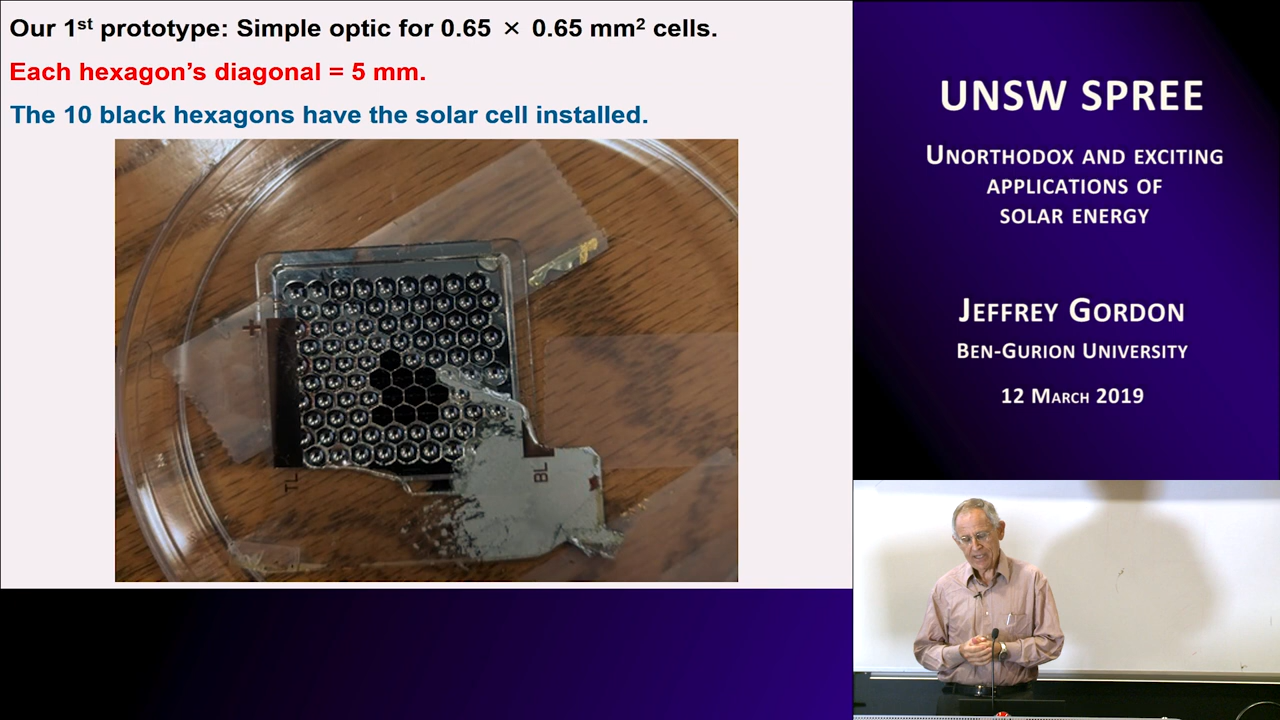 Our 1st prototype: Simple optic for 0.65 × 0.65 mm² cells.
Each hexagon's diagonal = 5 mm.
The 10 black hexagons have the solar cell installed.
+
TL
BL
UNSW SPREE
UNORTHODOX AND EXCITING
APPLICATIONS OF
SOLAR ENERGY
JEFFREY GORDON
BEN-GURION UNIVERSITY
12 MARCH 2019